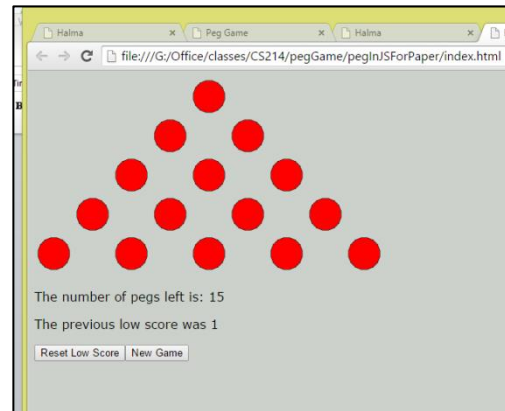 Halma
Peg Game
Halma
file:///G:/Office/classes/CS214/pegGame/pegInJSForPaper/index.html
The number of pegs left is: 15
The previous low score was 1
Reset Low Score New Game